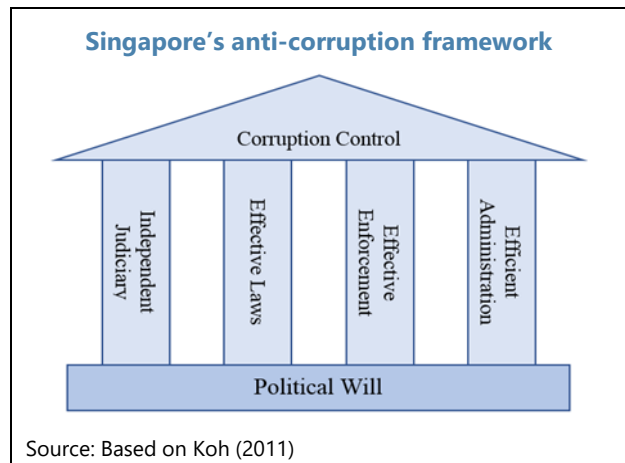 Singapore’s anti-corruption framework
Corruption Control
Independent
Judiciary
Effective Laws
Effective
Enforcement
Efficient
Administration
Political Will
Source: Based on Koh (2011)